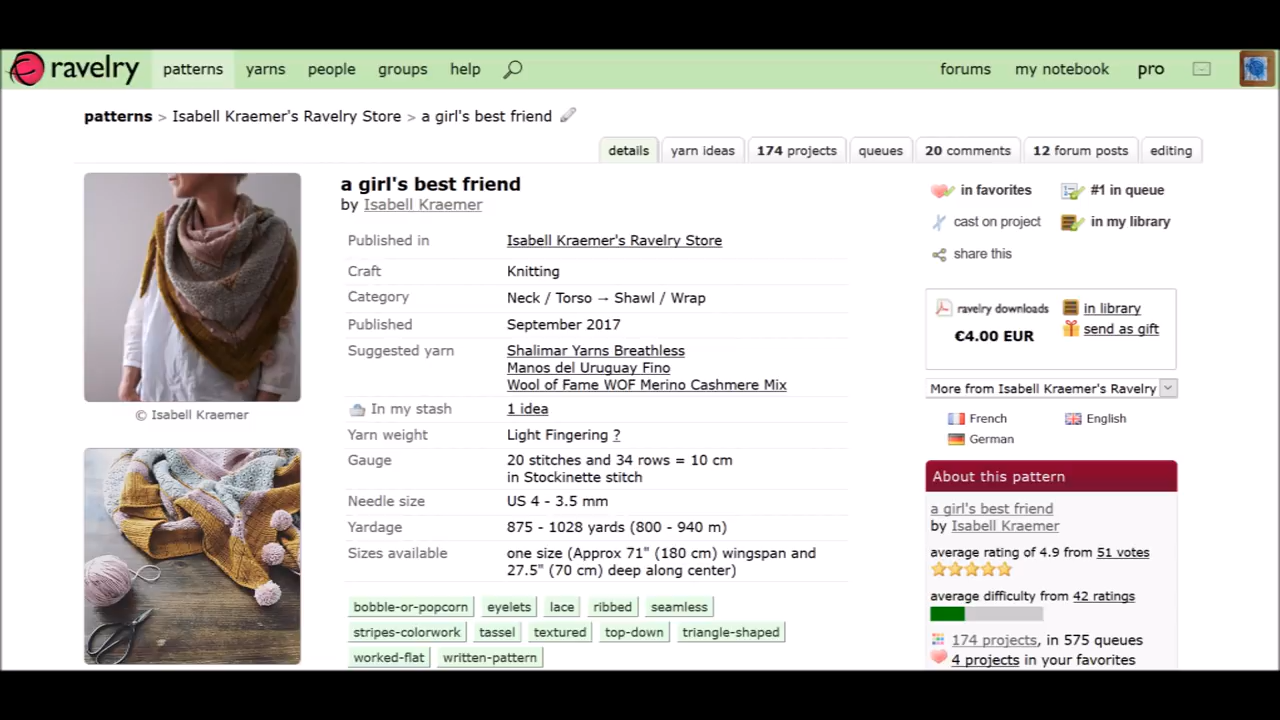 ravelry patterns yarns people groups help forums my notebook pro
patterns > Isabell Kraemer's Ravelry Store > a girl's best friend
details yarn ideas 174 projects queues 20 comments 12 forum posts editing
a girl's best friend
by Isabell Kraemer
Published in Isabell Kraemer's Ravelry Store
Craft Knitting
Category Neck / Torso → Shawl / Wrap
Published September 2017
Suggested yarn Shalimar Yarns Breathless
Manos del Uruguay Fino
Wool of Fame WOF Merino Cashmere Mix
In my stash 1 idea
Yarn weight Light Fingering ?
Gauge 20 stitches and 34 rows = 10 cm
in Stockinette stitch
Needle size US 4 - 3.5 mm
Yardage 875 - 1028 yards (800 - 940 m)
Sizes available one size (Approx 71" (180 cm) wingspan and
27.5" (70 cm) deep along center)
bobble-or-popcorn eyelets lace ribbed seamless
stripes-colorwork tassel textured top-down triangle-shaped
worked-flat written-pattern
© Isabell Kraemer
in favorites #1 in queue
cast on project in my library
share this
ravelry downloads in library
€4.00 EUR send as gift
More from Isabell Kraemer's Ravelry
French English
German
About this pattern
a girl's best friend
by Isabell Kraemer
average rating of 4.9 from 51 votes
average difficulty from 42 ratings
174 projects, in 575 queues
4 projects in your favorites